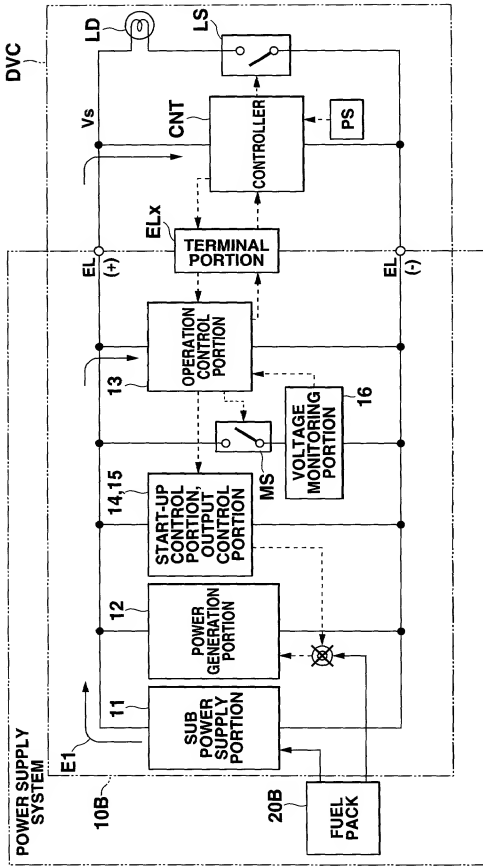 DVC
LD
LS
Vs
CNT
CONTROLLER
PS
ELx
TERMINAL
PORTION
EL
(+)
EL
(-)
13
OPERATION
CONTROL
PORTION
MS
VOLTAGE
MONITORING
PORTION
16
14,15
START-UP
CONTROL
PORTION,
OUTPUT
CONTROL
PORTION
12
POWER
GENERATION
PORTION
11
SUB
POWER
SUPPLY
PORTION
E1
POWER SUPPLY
SYSTEM
10B
20B
FUEL
PACK